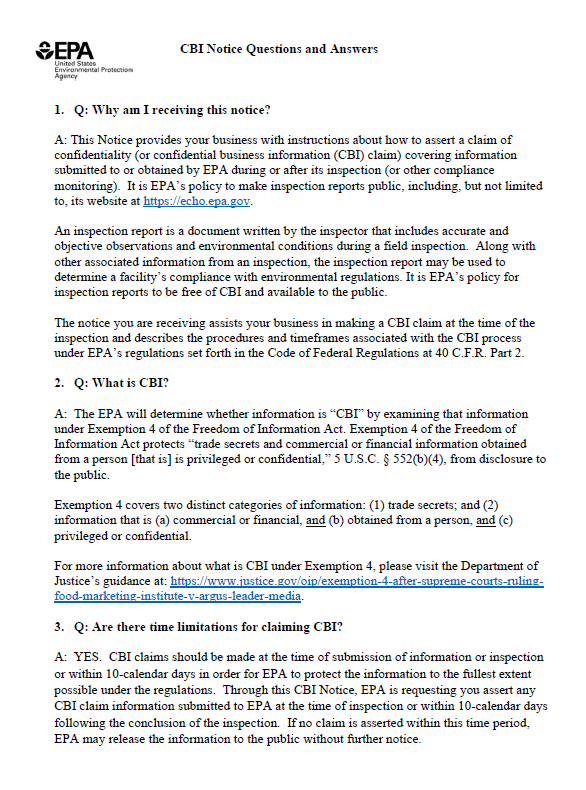 EPA
United States
Environmental Protection
Agency
CBI Notice Questions and Answers
1. Q: Why am I receiving this notice?
A: This Notice provides your business with instructions about how to assert a claim of
confidentiality (or confidential business information (CBI) claim) covering information
submitted to or obtained by EPA during or after its inspection (or other compliance
monitoring). It is EPA's policy to make inspection reports public, including, but not limited
to, its website at https://echo.epa.gov.
An inspection report is a document written by the inspector that includes accurate and
objective observations and environmental conditions during a field inspection. Along with
other associated information from an inspection, the inspection report may be used to
determine a facility's compliance with environmental regulations. It is EPA's policy for
inspection reports to be free of CBI and available to the public.
The notice you are receiving assists your business in making a CBI claim at the time of the
inspection and describes the procedures and timeframes associated with the CBI process
under EPA's regulations set forth in the Code of Federal Regulations at 40 C.F.R. Part 2.
2. Q: What is CBI?
A: The EPA will determine whether information is “CBI” by examining that information
under Exemption 4 of the Freedom of Information Act. Exemption 4 of the Freedom of
Information Act protects “trade secrets and commercial or financial information obtained
from a person [that is] is privileged or confidential,” 5 U.S.C. § 552(b)(4), from disclosure to
the public.
Exemption 4 covers two distinct categories of information: (1) trade secrets; and (2)
information that is (a) commercial or financial, and (b) obtained from a person, and (c)
privileged or confidential.
For more information about what is CBI under Exemption 4, please visit the Department of
Justice's guidance at: https://www.justice.gov/oip/exemption-4-after-supreme-courts-ruling-
food-marketing-institute-v-argus-leader-media.
3. Q: Are there time limitations for claiming CBI?
A: YES. CBI claims should be made at the time of submission of information or inspection
or within 10-calendar days in order for EPA to protect the information to the fullest extent
possible under the regulations. Through this CBI Notice, EPA is requesting you assert any
CBI claim information submitted to EPA at the time of inspection or within 10-calendar days
following the conclusion of the inspection. If no claim is asserted within this time period,
EPA may release the information to the public without further notice.